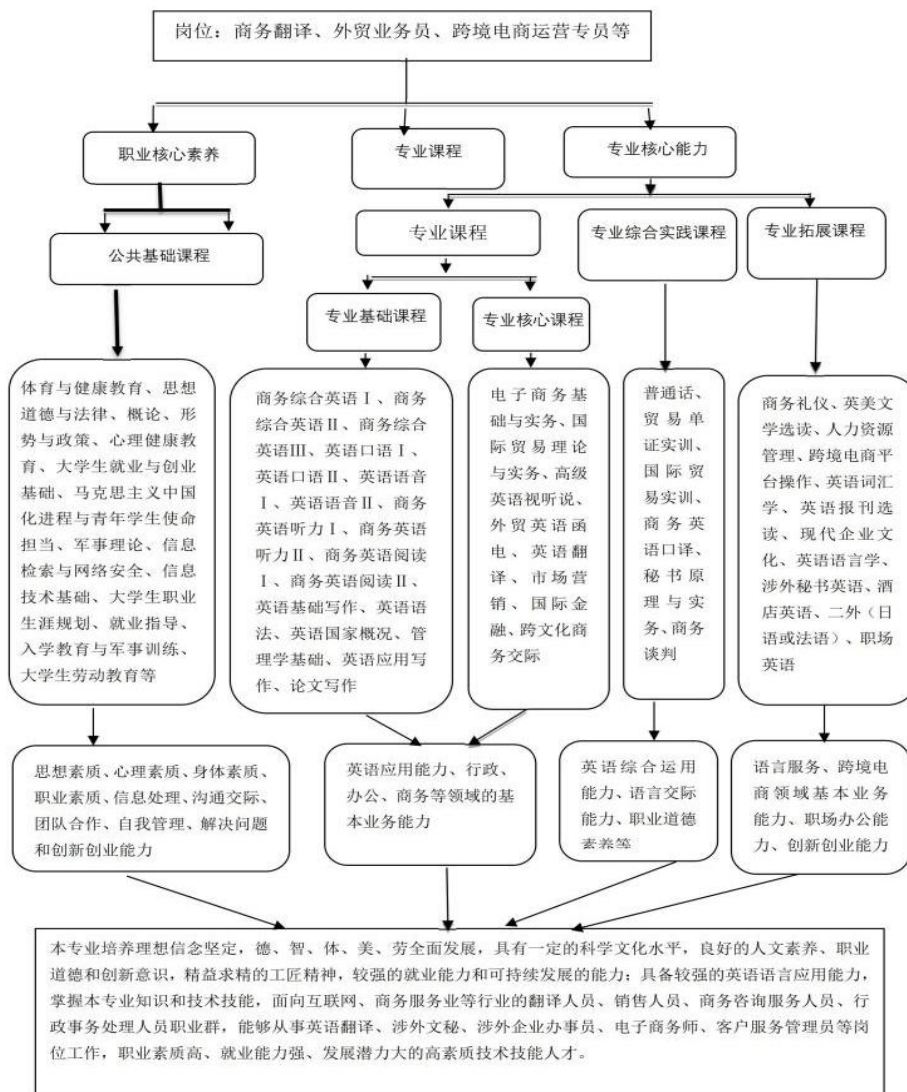 岗位：商务翻译、外贸业务员、跨境电商运营专员等
职业核心素养
专业课程
专业核心能力
公共基础课程
专业课程
专业综合实践课程
专业拓展课程
专业基础课程
专业核心课程
体育与健康教育、思想
道德与法律、概论、形
势与政策、心理健康教
育、大学生就业与创业
基础、马克思主义中国
化进程与青年学生使命
担当、军事理论、信息
检索与网络安全、信息
技术基础、大学生职业
生涯规划、就业指导、
入学教育与军事训练、
大学生劳动教育等
商务综合英语Ⅰ、商务
综合英语Ⅱ、商务综合
英语Ⅲ、英语口语Ⅰ、
英语口语Ⅱ、英语语音
Ⅰ、英语语音Ⅱ、商务
英语听力Ⅰ、商务英语
听力Ⅱ、商务英语阅读
Ⅰ、商务英语阅读Ⅱ、
英语基础写作、英语语
法、英语国家概况、管
理学基础、英语应用写
作、论文写作
电子商务基
础与实务、国
际贸易理论
与实务、高级
英语视听说、
外贸英语函
电、英语翻
译、市场营
销、国际金
融、跨文化商
务交际
普通话、
贸易单
证实训、
国际贸
易实训、
商务英
语口译、
秘书原
理与实
务、商务
谈判
商务礼仪、英美文
学选读、人力资源
管理、跨境电商平
台操作、英语词汇
学、英语报刊选
读、现代企业文
化、英语语言学、
涉外秘书英语、酒
店英语、二外（日
语或法语）、职场
英语
思想素质、心理素质、身体素质、
职业素质、信息处理、沟通交际、
团队合作、自我管理、解决问题
和创新创业能力
英语应用能力、行政、
办公、商务等领域的基
本业务能力
英语综合运用
能力、语言交际
能力、职业道德
素养等
语言服务、跨境电
商领域基本业务
能力、职场办公能
力、创新创业能力
本专业培养理想信念坚定，德、智、体、美、劳全面发展，具有一定的科学文化水平，良好的人文素养、职业
道德和创新意识，精益求精的工匠精神，较强的就业能力和可持续发展的能力；具备较强的英语语言应用能力，
掌握本专业知识和技术技能，面向互联网、商务服务业等行业的翻译人员、销售人员、商务咨询服务人员、行
政事务处理人员职业群，能够从事英语翻译、涉外文秘、涉外企业办事员、电子商务师、客户服务管理员等岗
位工作，职业素质高、就业能力强、发展潜力大的高素质技术技能人才。